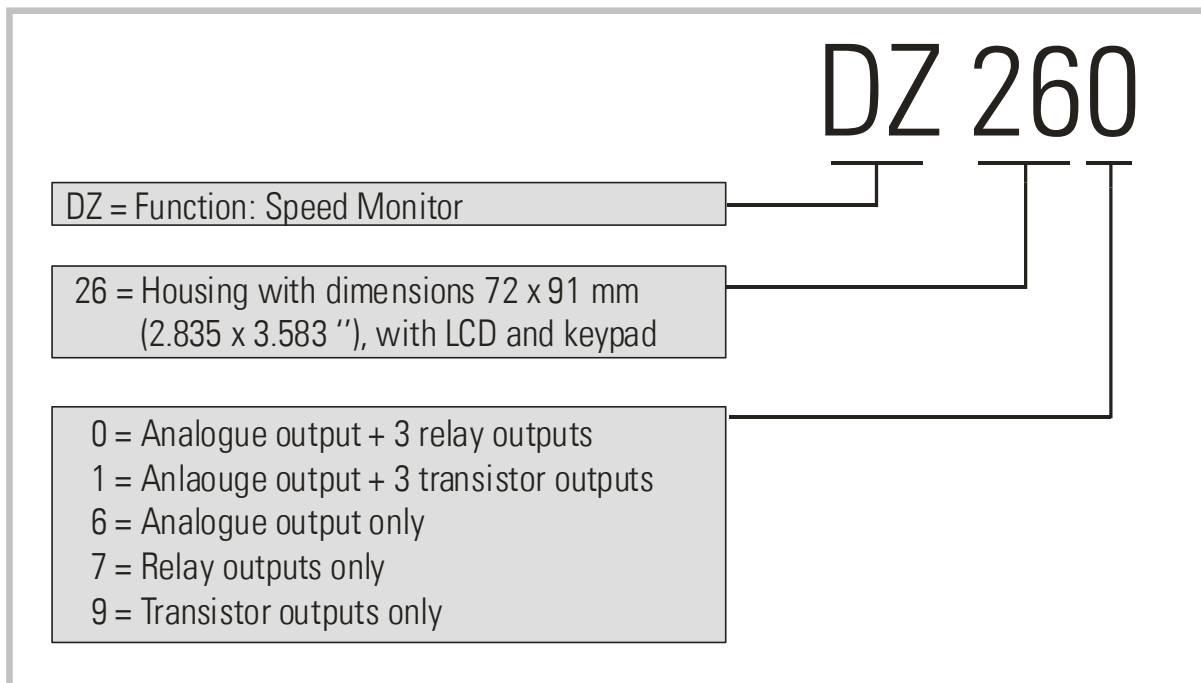 DZ 260
DZ = Function: Speed Monitor
26 = Housing with dimensions 72 x 91 mm
(2.835 x 3.583 ‘‘), with LCD and keypad
0 = Analogue output + 3 relay outputs
1 = Anlaouge output + 3 transistor outputs
6 = Analogue output only
7 = Relay outputs only
9 = Transistor outputs only